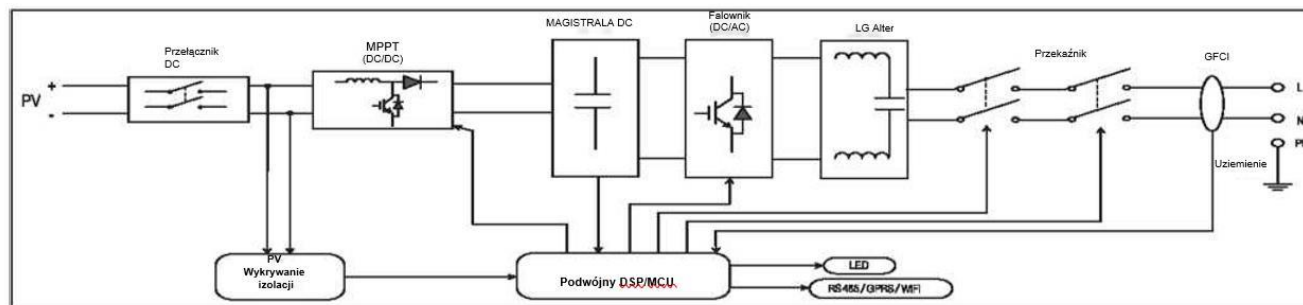 MAGISTRALA DC
Falownik
(DC/AC)
LG Alter
Przełącznik
DC
MPPT
(DC/DC)
Przekaźnik
GFCI
PV
+
-
L
N
Uziemienie
PV
Wykrywanie
izolacji
Podwójny DSP/MCU
LED
RS485/GPRS/WIFI